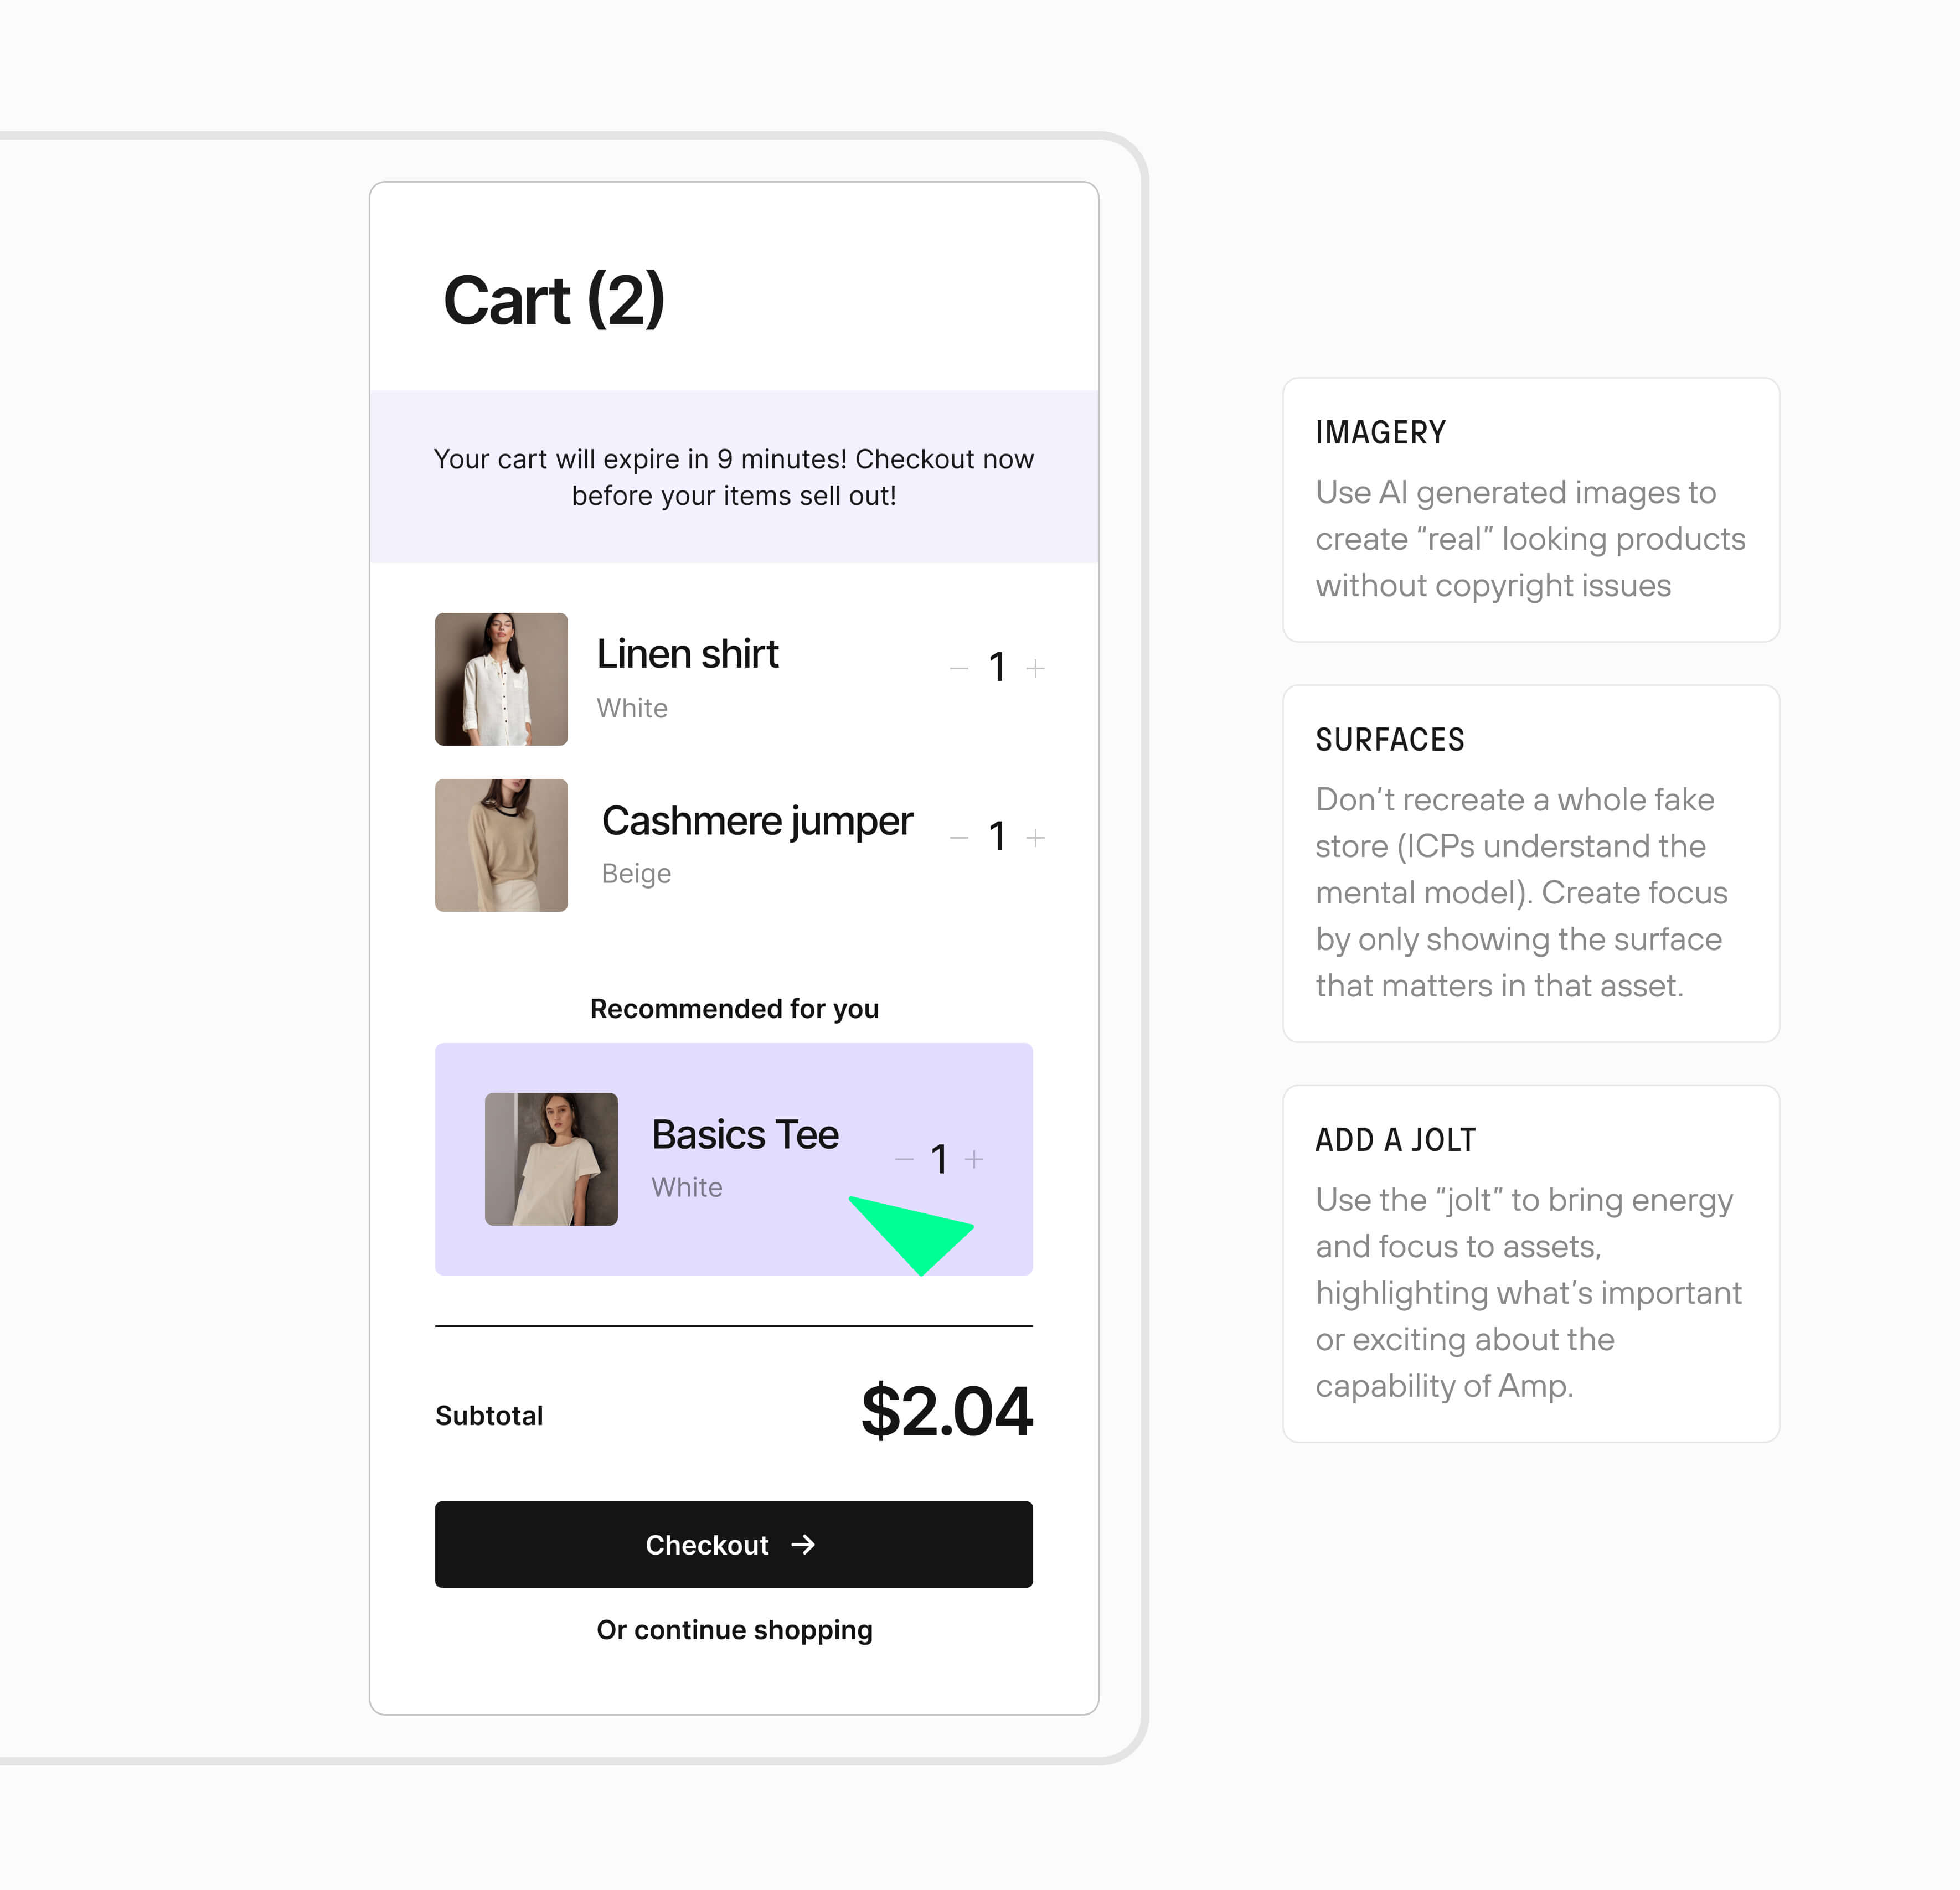 Cart (2)
Your cart will expire in 9 minutes! Checkout now
before your items sell out!
Linen shirt
White
— 1 +
Cashmere jumper
Beige
— 1 +
Recommended for you
Basics Tee
White
— 1 +
Subtotal
$2.04
Checkout →
Or continue shopping
IMAGERY
Use AI generated images to
create “real” looking products
without copyright issues
SURFACES
Don’t recreate a whole fake
store (ICPs understand the
mental model). Create focus
by only showing the surface
that matters in that asset.
ADD A JOLT
Use the “jolt” to bring energy
and focus to assets,
highlighting what’s important
or exciting about the
capability of Amp.